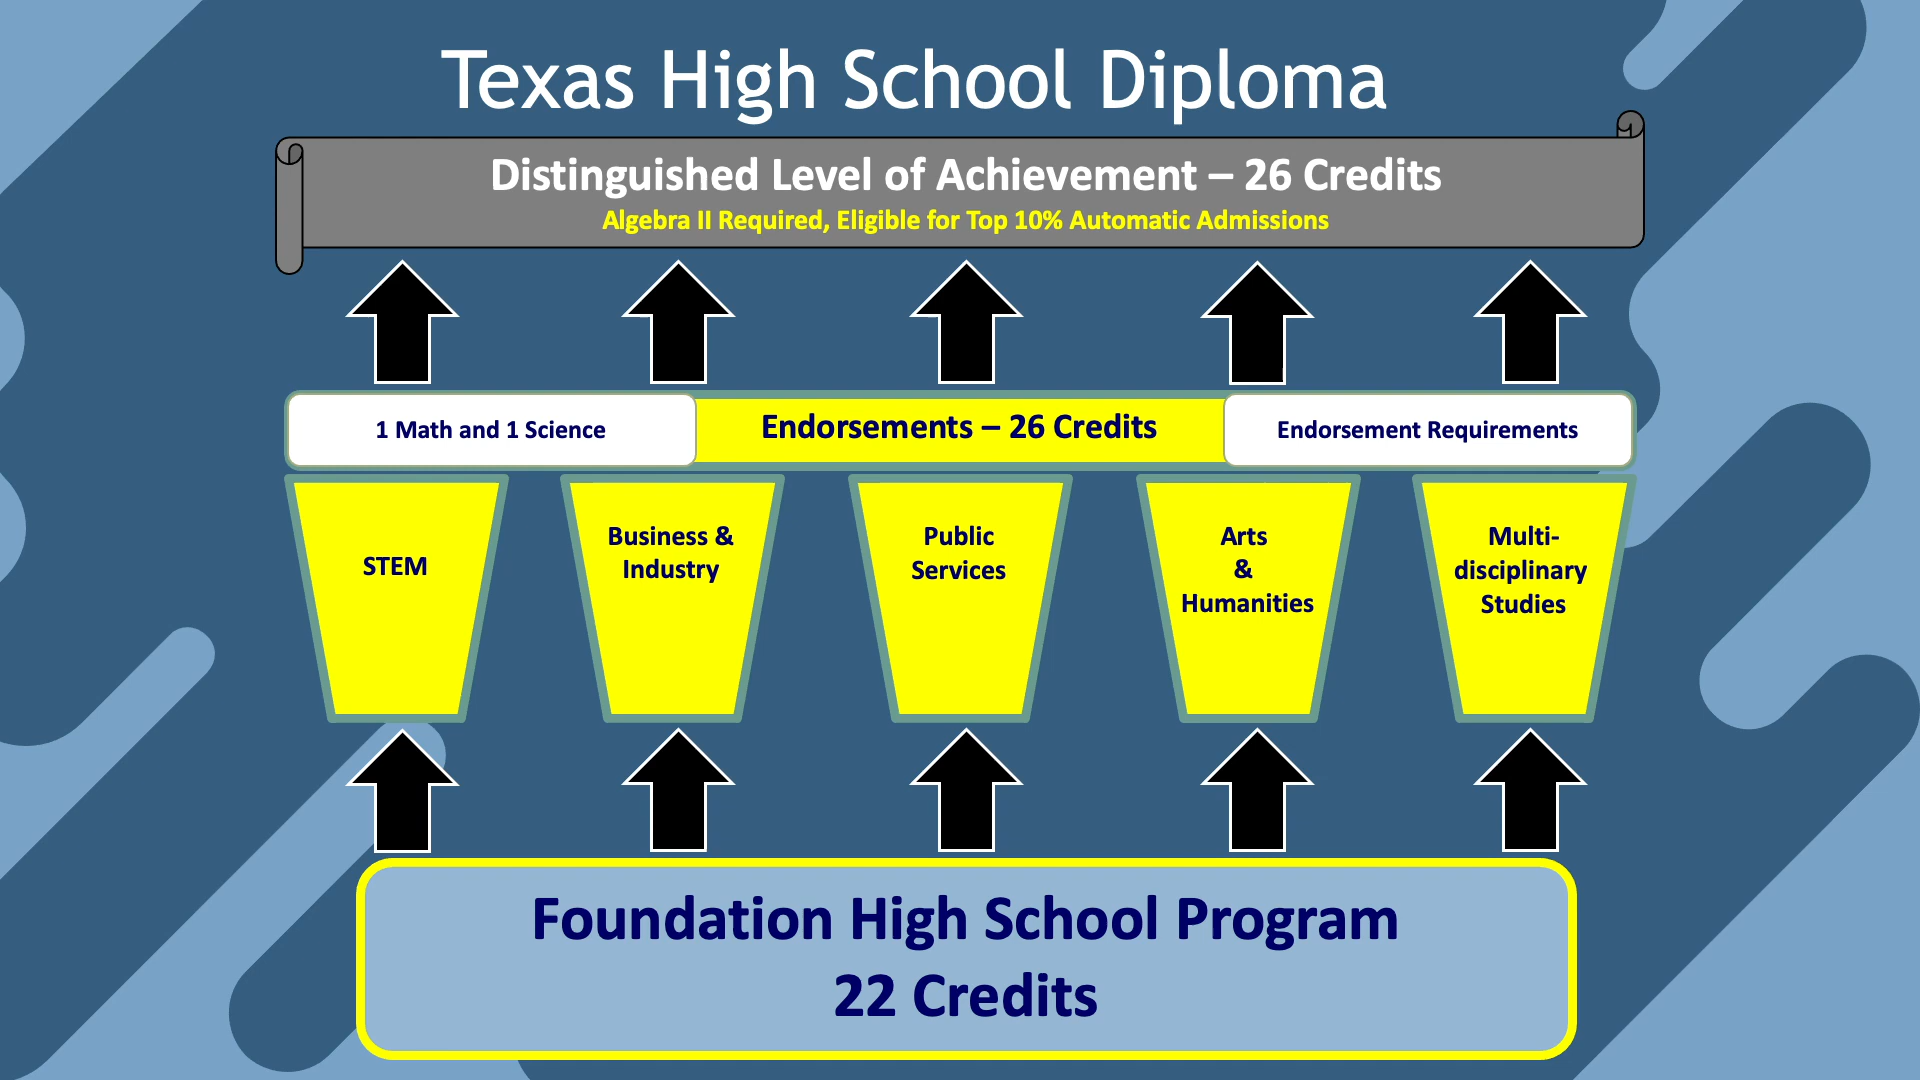 Texas High School Diploma
Distinguished Level of Achievement – 26 Credits
Algebra II Required, Eligible for Top 10% Automatic Admissions
1 Math and 1 Science
Endorsements – 26 Credits
Endorsement Requirements
STEM
Business &
Industry
Public
Services
Arts
&
Humanities
Multi-
disciplinary
Studies
Foundation High School Program
22 Credits